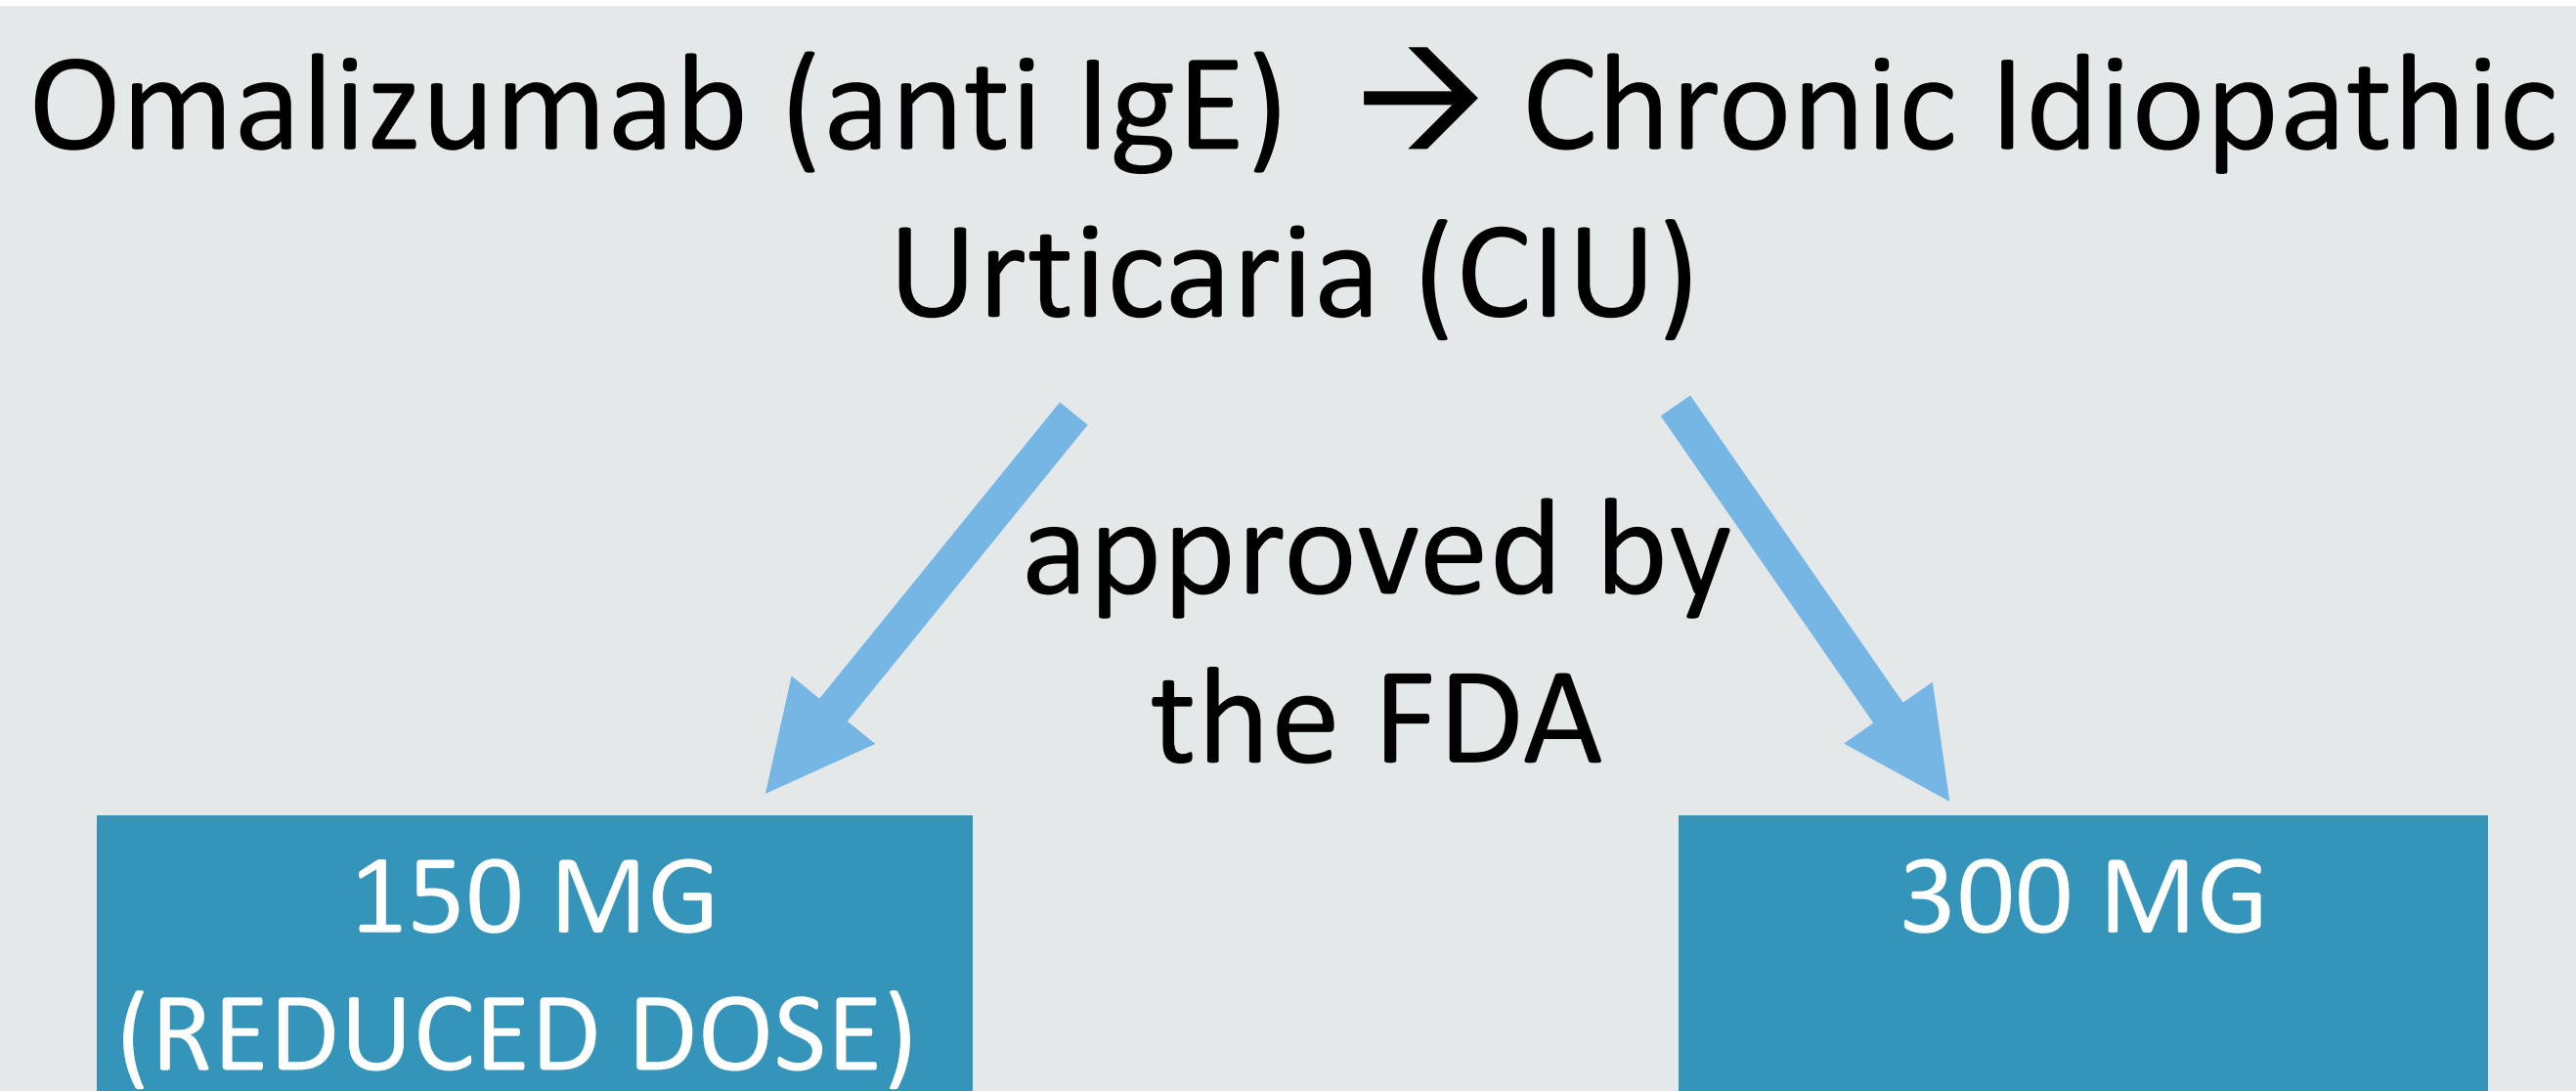 Omalizumab (anti IgE) → Chronic Idiopathic
Urticaria (CIU)
approved by
the FDA
150 MG
(REDUCED DOSE)
300 MG